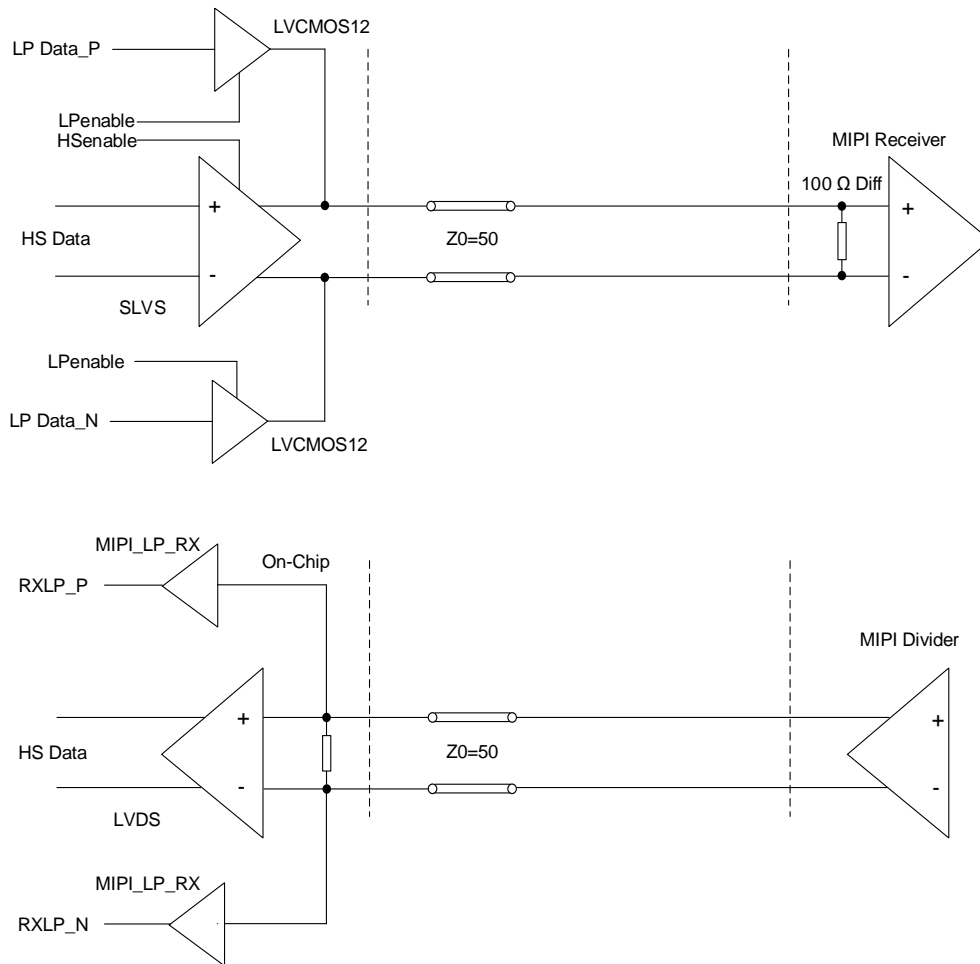 LVCMOS12
LP Data_P
LPenable
HSenable
MIPI Receiver
100 Ω Diff
+
+
HS Data
Z0=50
-
-
SLVS
LPenable
LP Data_N
LVCMOS12
MIPI_LP_RX
On-Chip
RXLP_P
MIPI Divider
+
+
HS Data
Z0=50
-
-
LVDS
MIPI_LP_RX
RXLP_N